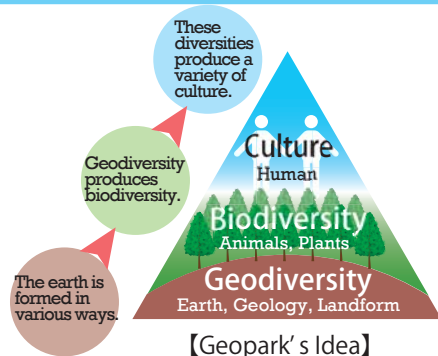 These
diversities
produce a
variety of
culture.
Geodiversity
produces
biodiversity.
The earth is
formed in
various ways.
Culture
Human
Biodiversity
Animals, Plants
Geodiversity
Earth, Geology, Landform
【Geopark's Idea】